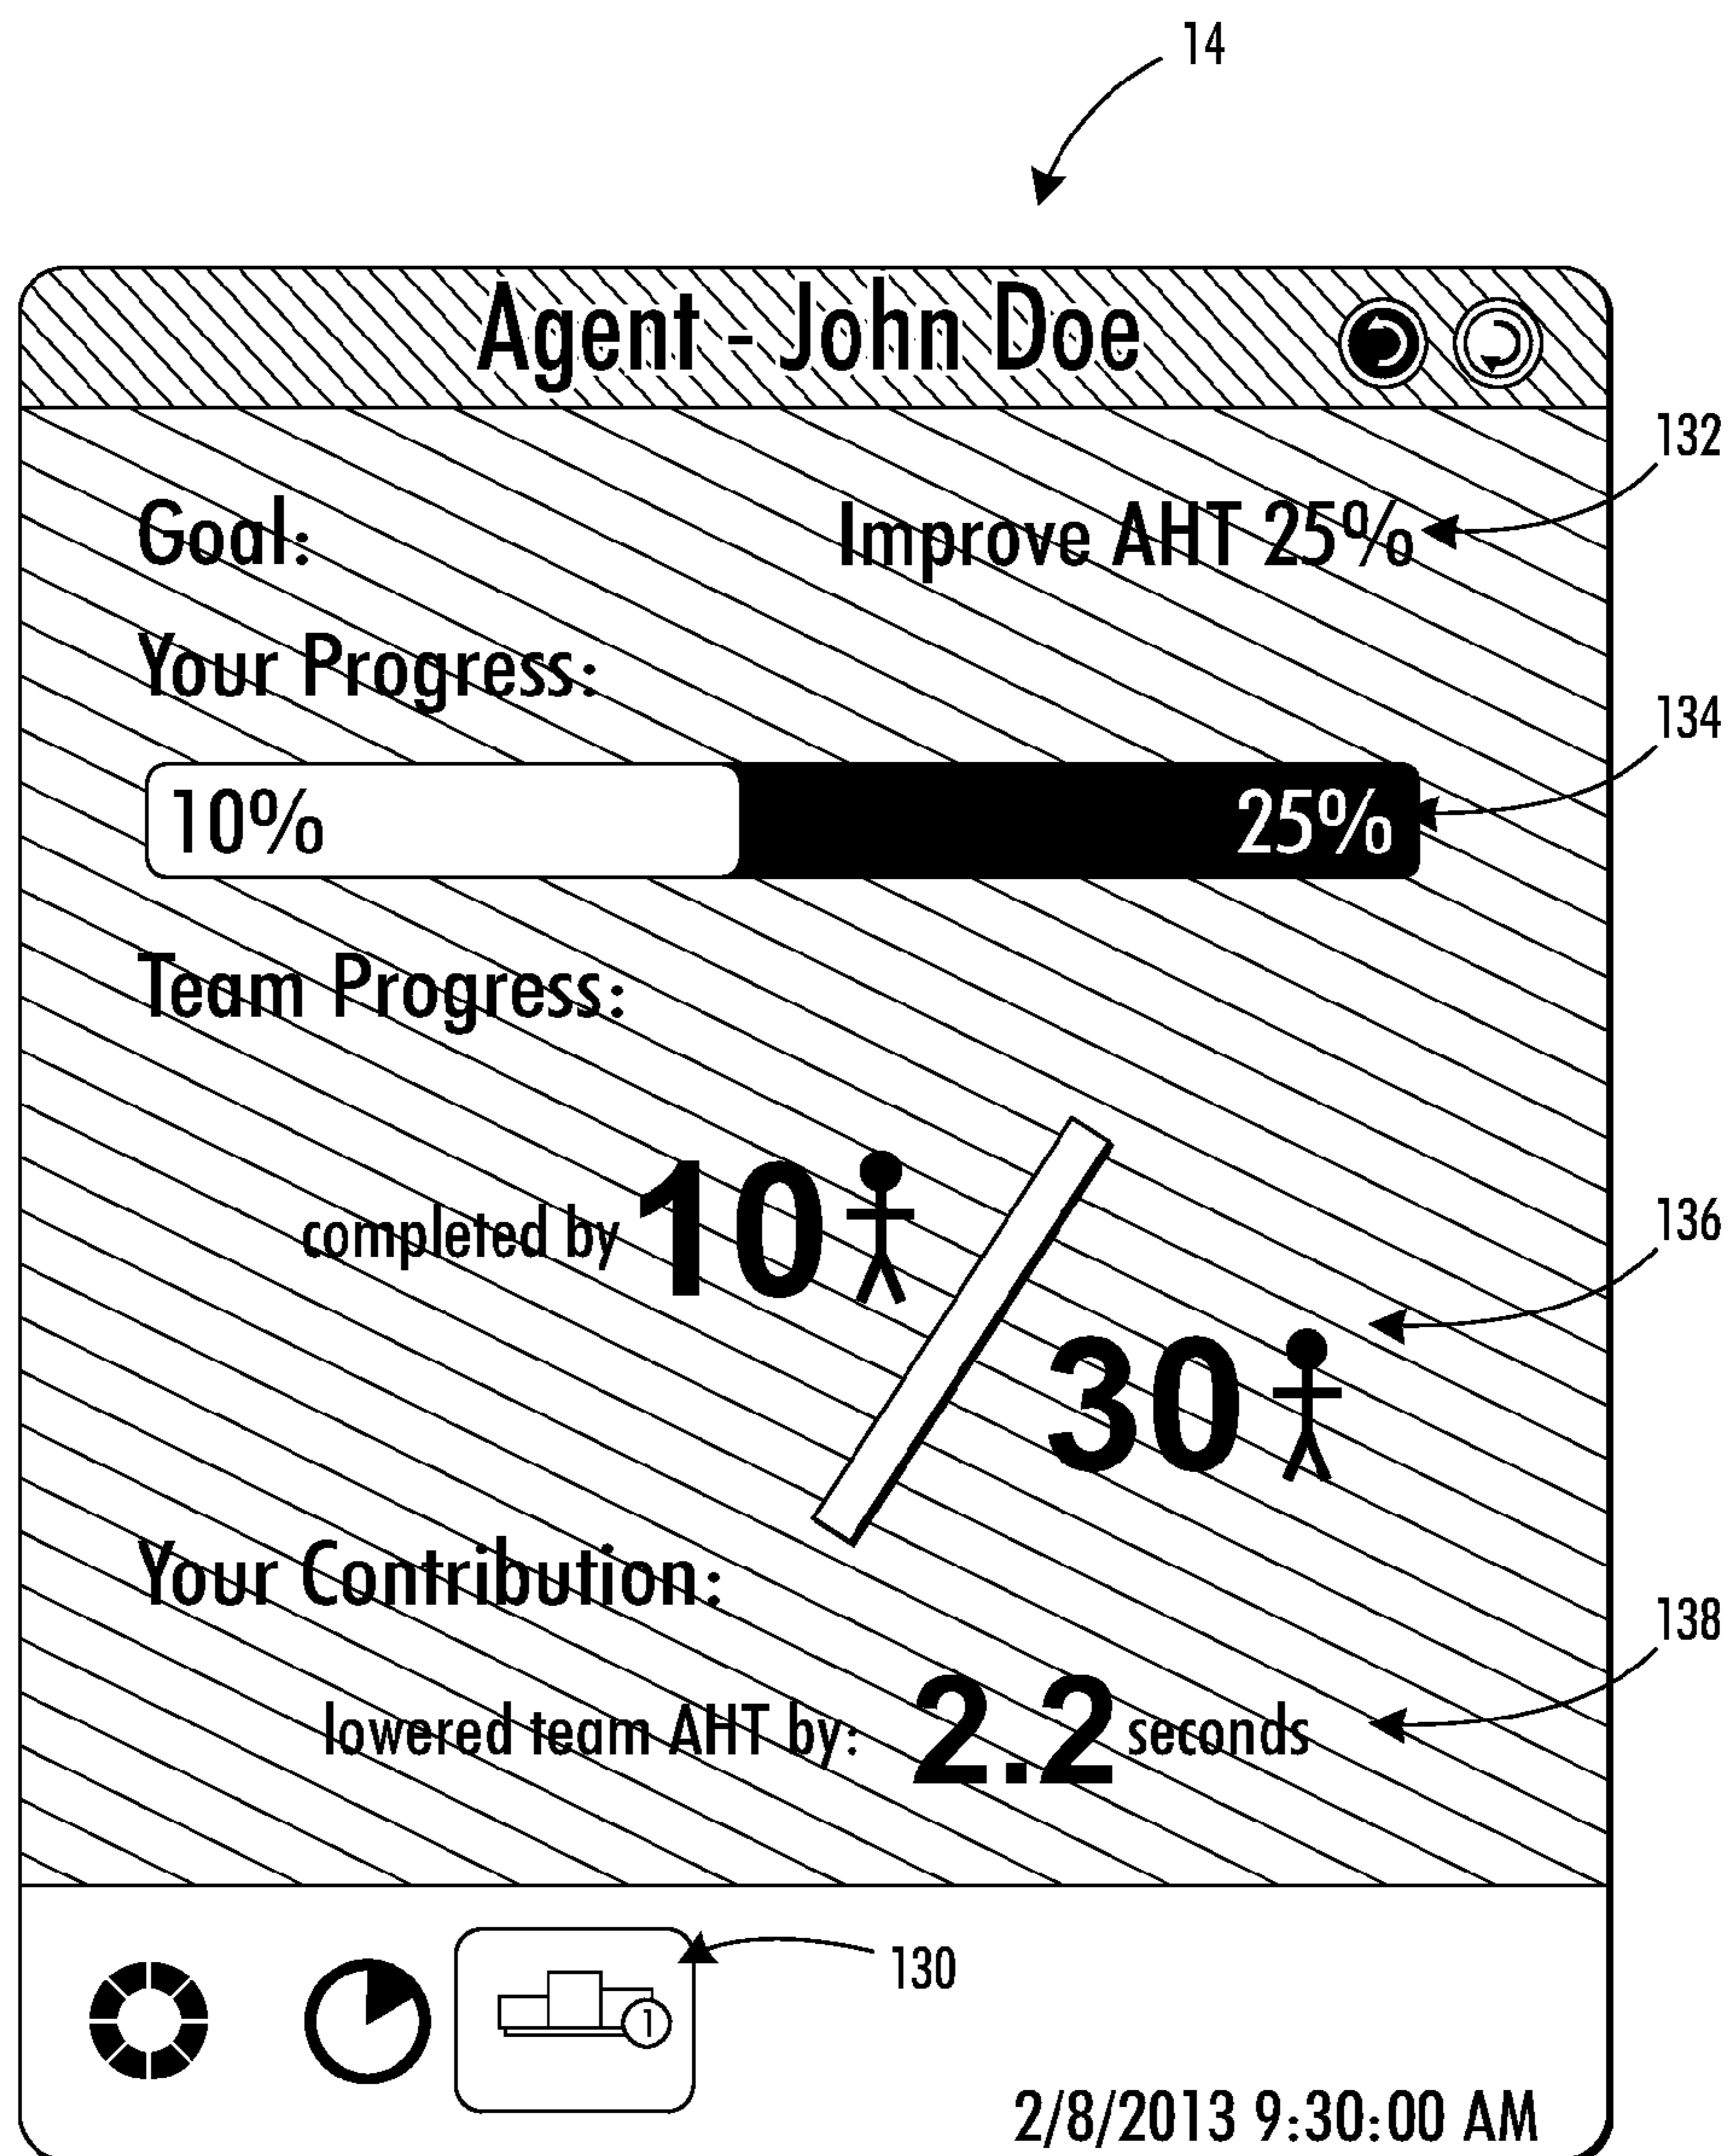 14
Agent - John Doe
132
Goal: Improve AHT 25%
Your Progress:
134
10% 25%
Team Progress:
completed by 10
136
30
Your Contribution:
138
lowered team AHT by: 2.2 seconds
130
1
2/8/2013 9:30:00 AM